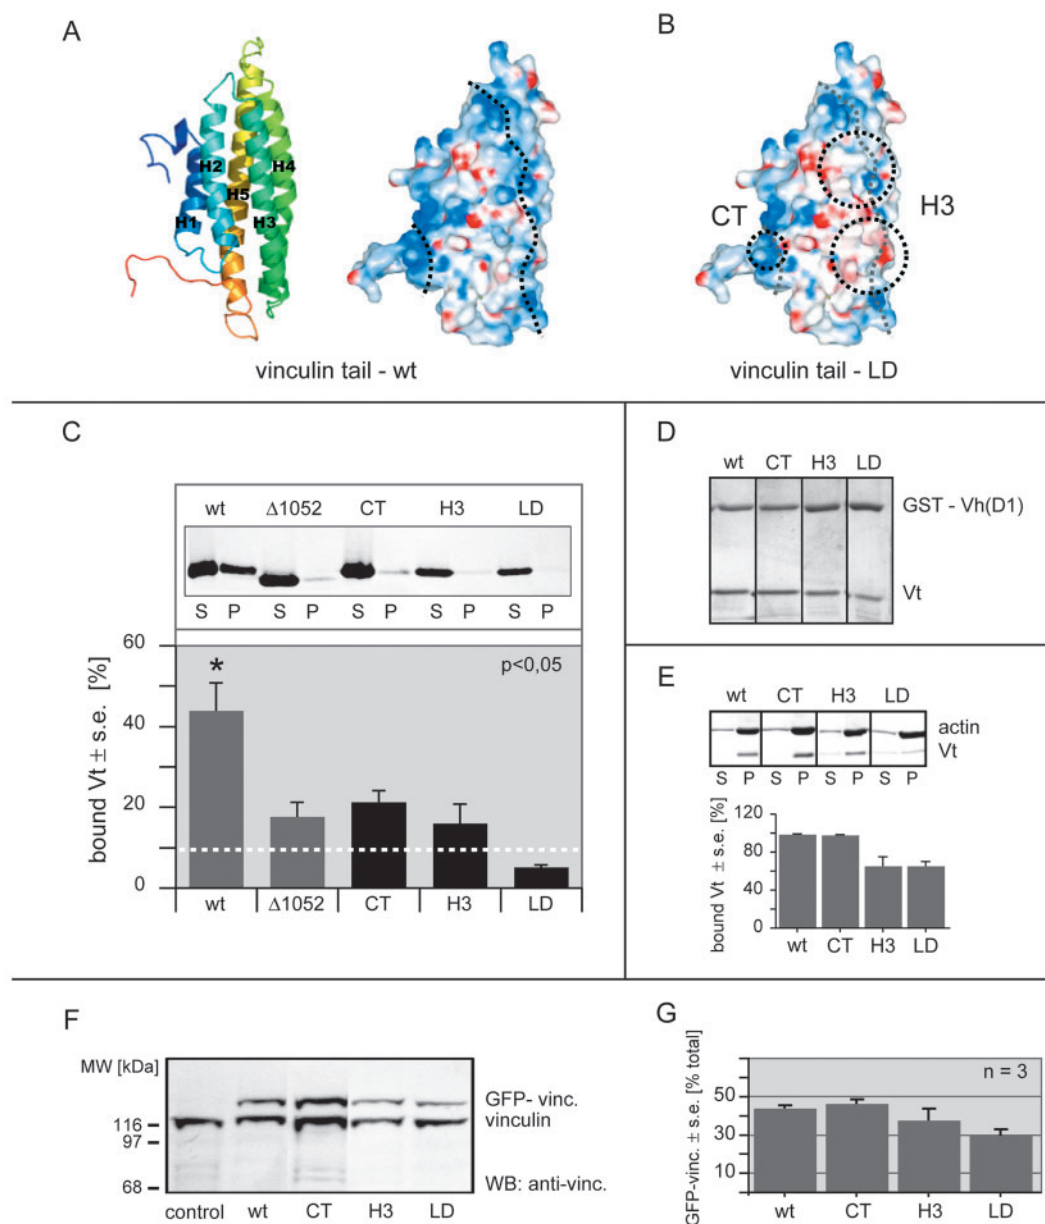 A
H2
H4
H5
H1
H3
vinculin tail - wt
B
CT
H3
vinculin tail - LD
C
wt Δ1052 CT H3 LD
S P S P S P S P S P
bound Vt ± s.e. [%]
60
40
20
0
*
p<0,05
wt Δ1052 CT H3 LD
D
wt CT H3 LD
GST - Vh(D1)
Vt
E
wt CT H3 LD
actin
Vt
S P S P S P S P
bound Vt ± s.e. [%]
120
80
40
0
wt CT H3 LD
F
MW [kDa]
116
97
68
GFP- vinc.
vinculin
WB: anti-vinc.
control wt CT H3 LD
G
GFP-vinc. ± s.e. [% total]
50
30
10
n = 3
wt CT H3 LD